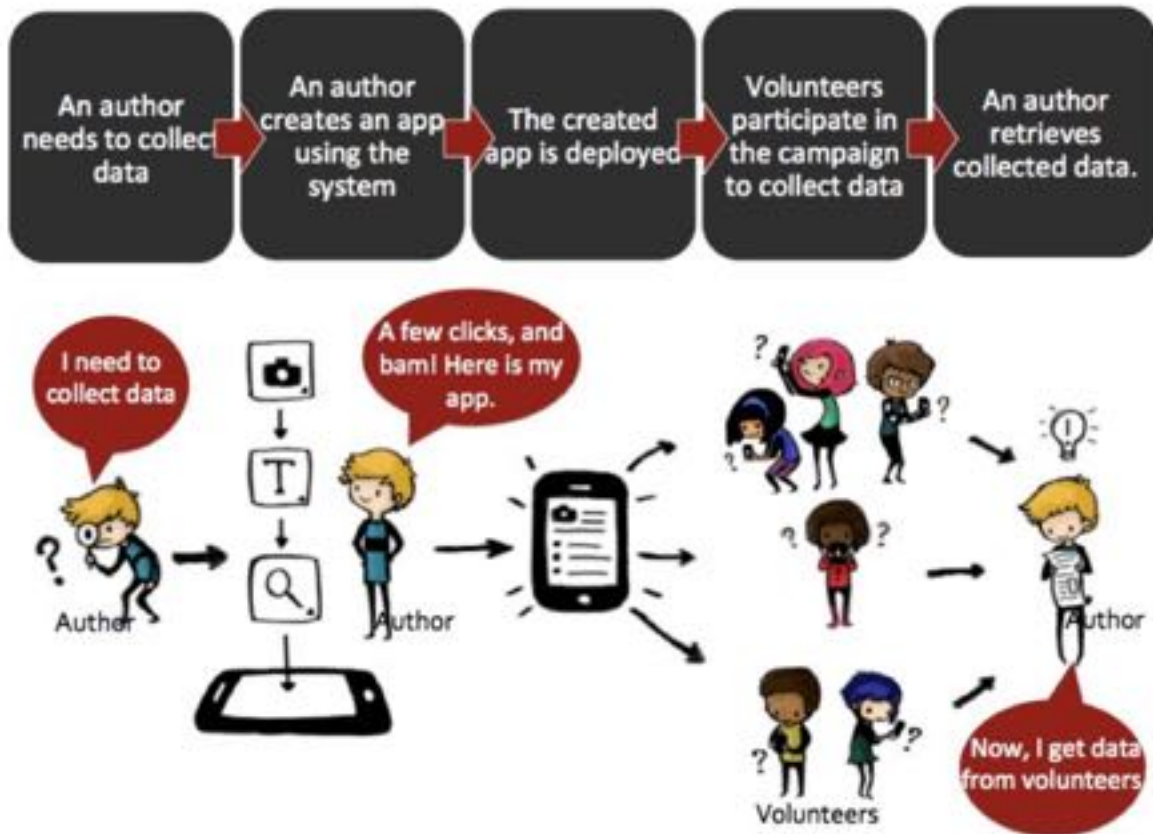 An author
needs to collect
data
An author
creates an app
using the
system
The created
app is deployed
Volunteers
participate in
the campaign
to collect data
An author
retrieves
collected data.
I need to
collect data
A few clicks, and
bam! Here is my
app.
T
?
?
?
?
?
?
?
?
Author
Author
Author
Volunteers
Now, I get data
from volunteers